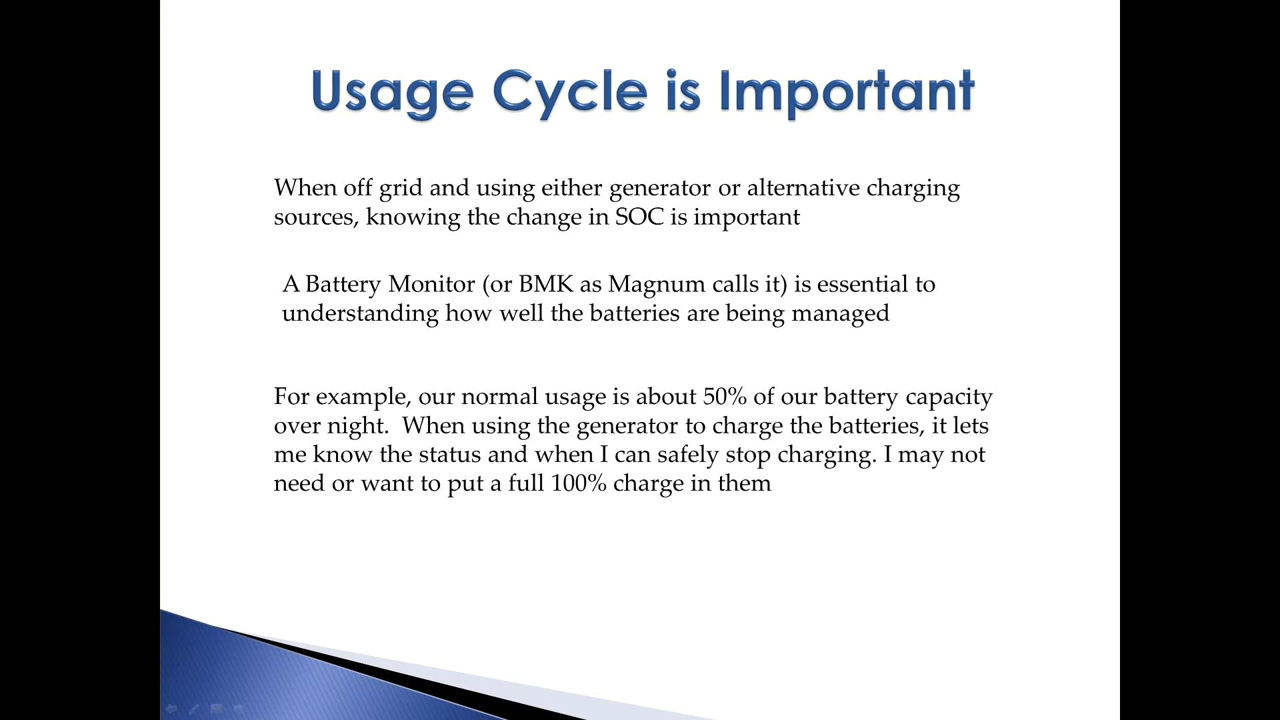 Usage Cycle is Important
When off grid and using either generator or alternative charging
sources, knowing the change in SOC is important
A Battery Monitor (or BMK as Magnum calls it) is essential to
understanding how well the batteries are being managed
For example, our normal usage is about 50% of our battery capacity
over night.  When using the generator to charge the batteries, it lets
me know the status and when I can safely stop charging. I may not
need or want to put a full 100% charge in them